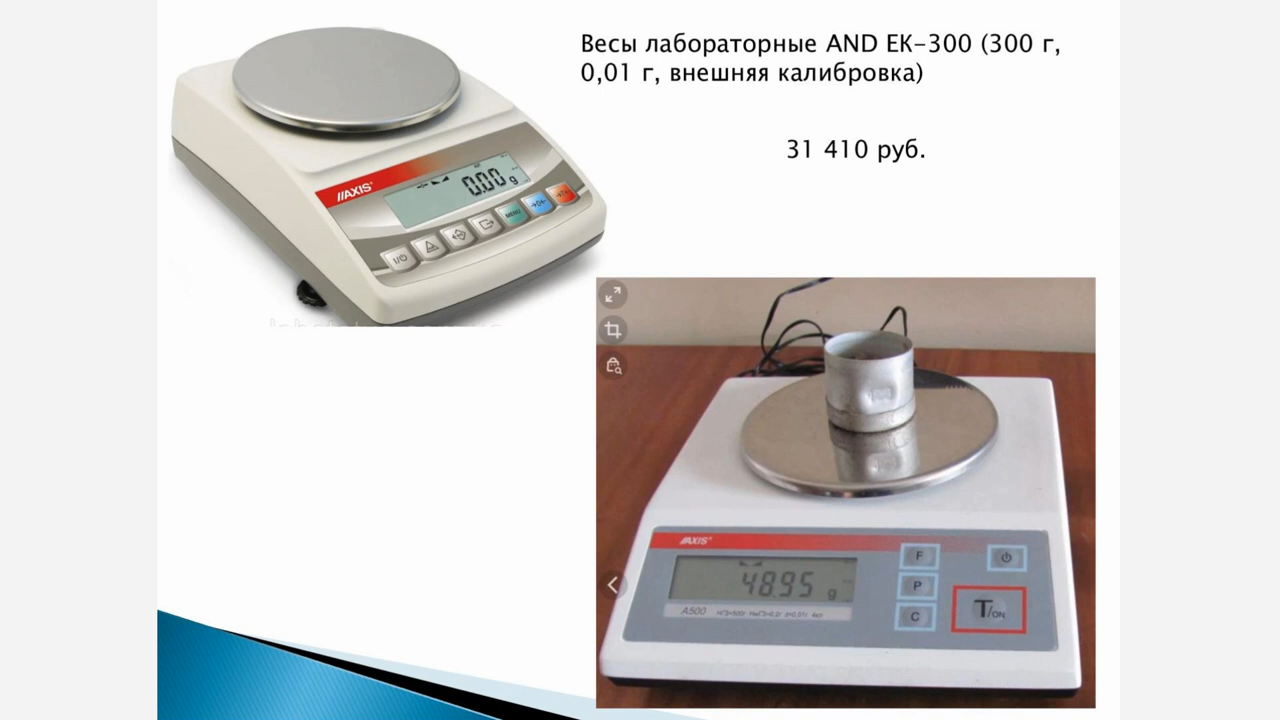 Весы лабораторные AND EK-300 (300 г,
0,01 г, внешняя калибровка)
31 410 руб.
AXIS
0.00 g
I/⏻
MENU
→0←
→T←
AXIS
48.95 g
A500
F
P
C
T/ON